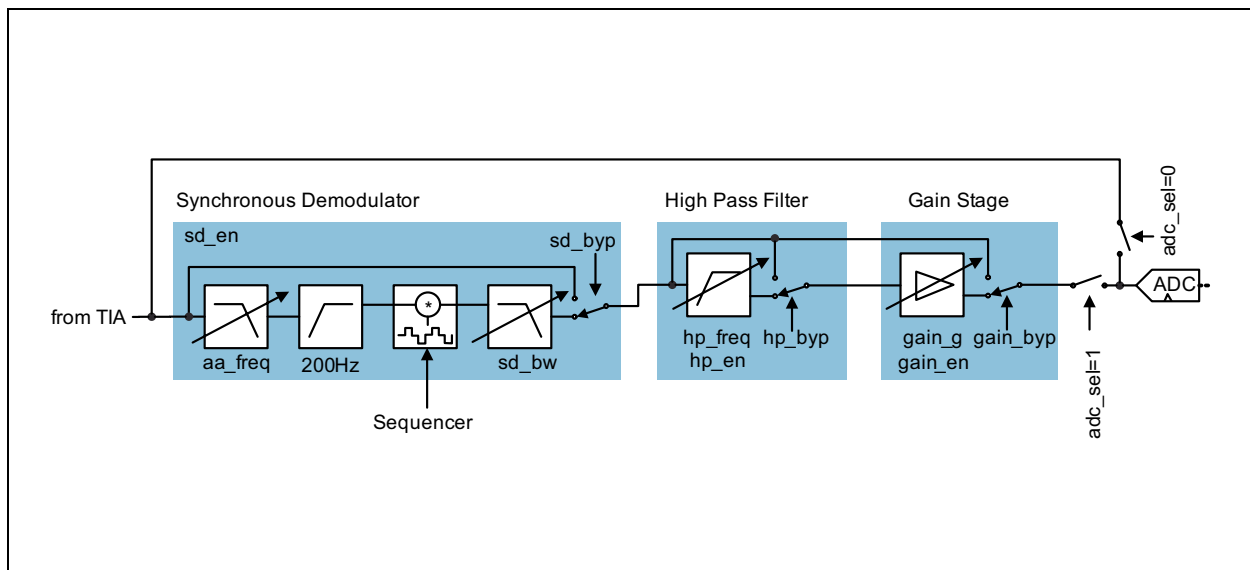 Synchronous Demodulator
High Pass Filter
Gain Stage
adc_sel=0
sd_en
sd_byp
from TIA
*
ADC
aa_freq
200Hz
sd_bw
hp_freq
hp_byp
hp_en
gain_g
gain_byp
gain_en
adc_sel=1
Sequencer